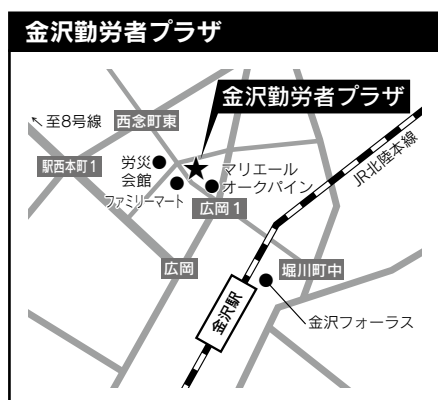 金沢勤労者プラザ
金沢勤労者プラザ
↖至8号線
西念町東
駅西本町1
労災
会館
マリエール
オークパイン
ファミリーマート
広岡1
JR北陸本線
広岡
堀川町中
金沢駅
金沢フォーラス